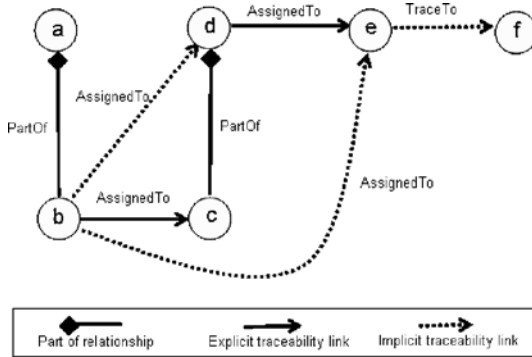 a
d
AssignedTo
e
TraceTo
f
AssignedTo
PartOf
PartOf
AssignedTo
b
AssignedTo
c
Part of relationship
Explicit traceability link
Implicit traceability link